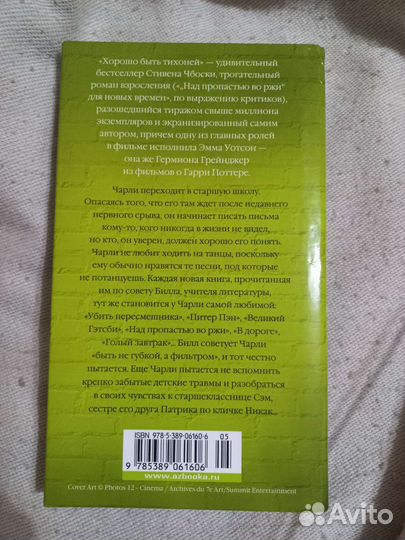 «Хорошо быть тихоней» — удивительный
бестселлер Стивена Чбоски, трогательный
роман взросления («„Над пропастью во ржи“
для новых времен», по выражению критиков),
разошедшийся тиражом свыше миллиона
экземпляров и экранизированный самим
автором, причем одну из главных ролей
в фильме исполнила Эмма Уотсон —
она же Гермиона Грейнджер
из фильмов о Гарри Поттере.
Чарли переходит в старшую школу.
Опасаясь того, что его там ждет после недавнего
нервного срыва, он начинает писать письма
кому-то, кого никогда в жизни не видел,
но кто, он уверен, должен хорошо его понять.
Чарли не любит ходить на танцы, поскольку
ему обычно нравятся те песни, под которые
не потанцуешь. Каждая новая книга, прочитанная
им по совету Билла, учителя литературы,
тут же становится у Чарли самой любимой:
«Убить пересмешника», «Питер Пэн», «Великий
Гэтсби», «Над пропастью во ржи», «В дороге»,
«Голый завтрак»... Билл советует Чарли
«быть не губкой, а фильтром», и тот честно
пытается. Еще Чарли пытается не вспомнить
крепко забытые детские травмы и разобраться
в своих чувствах к старшекласснице Сэм,
сестре его друга Патрика по кличке Никак...
ISBN 978-5-389-06160-6
05
9 785389 061606
www.azbooka.ru
Cover Art © Photos 12 – Cinema / Archives du 7e Art/Summit Entertainment
Avito